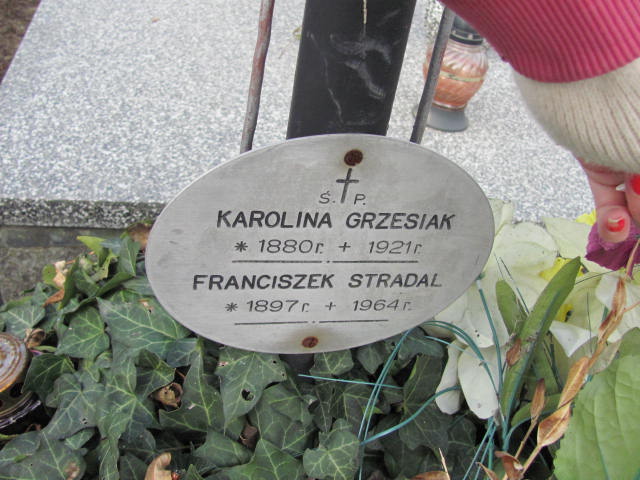 Ś. P.
KAROLINA GRZESIAK
* 1880r. + 1921r.
FRANCISZEK STRADAL
* 1897r. + 1964r.